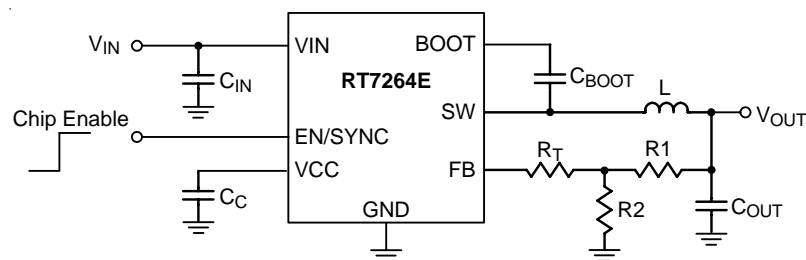 VIN
VIN
BOOT
RT7264E
CIN
CBOOT
L
SW
VOUT
Chip Enable
EN/SYNC
VCC
FB
RT
R1
CC
GND
R2
COUT